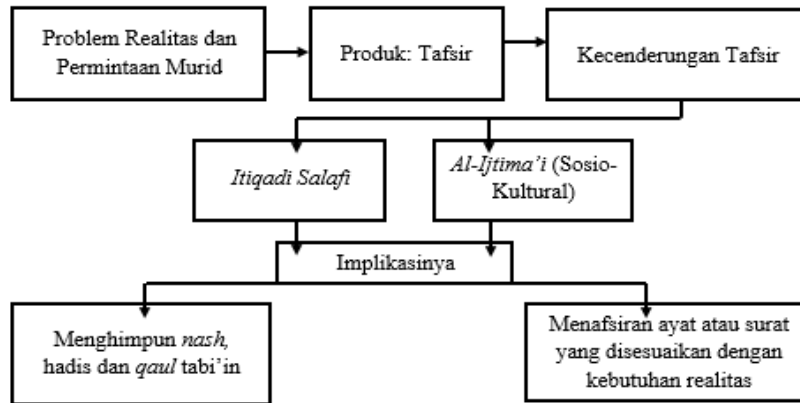 Problem Realitas dan
Permintaan Murid
Produk: Tafsir
Kecenderungan Tafsir
Itiqadi Salafi
Al-Ijtima’i (Sosio-
Kultural)
Implikasinya
Menghimpun nash,
hadis dan qaul tabi’in
Menafsiran ayat atau surat
yang disesuaikan dengan
kebutuhan realitas